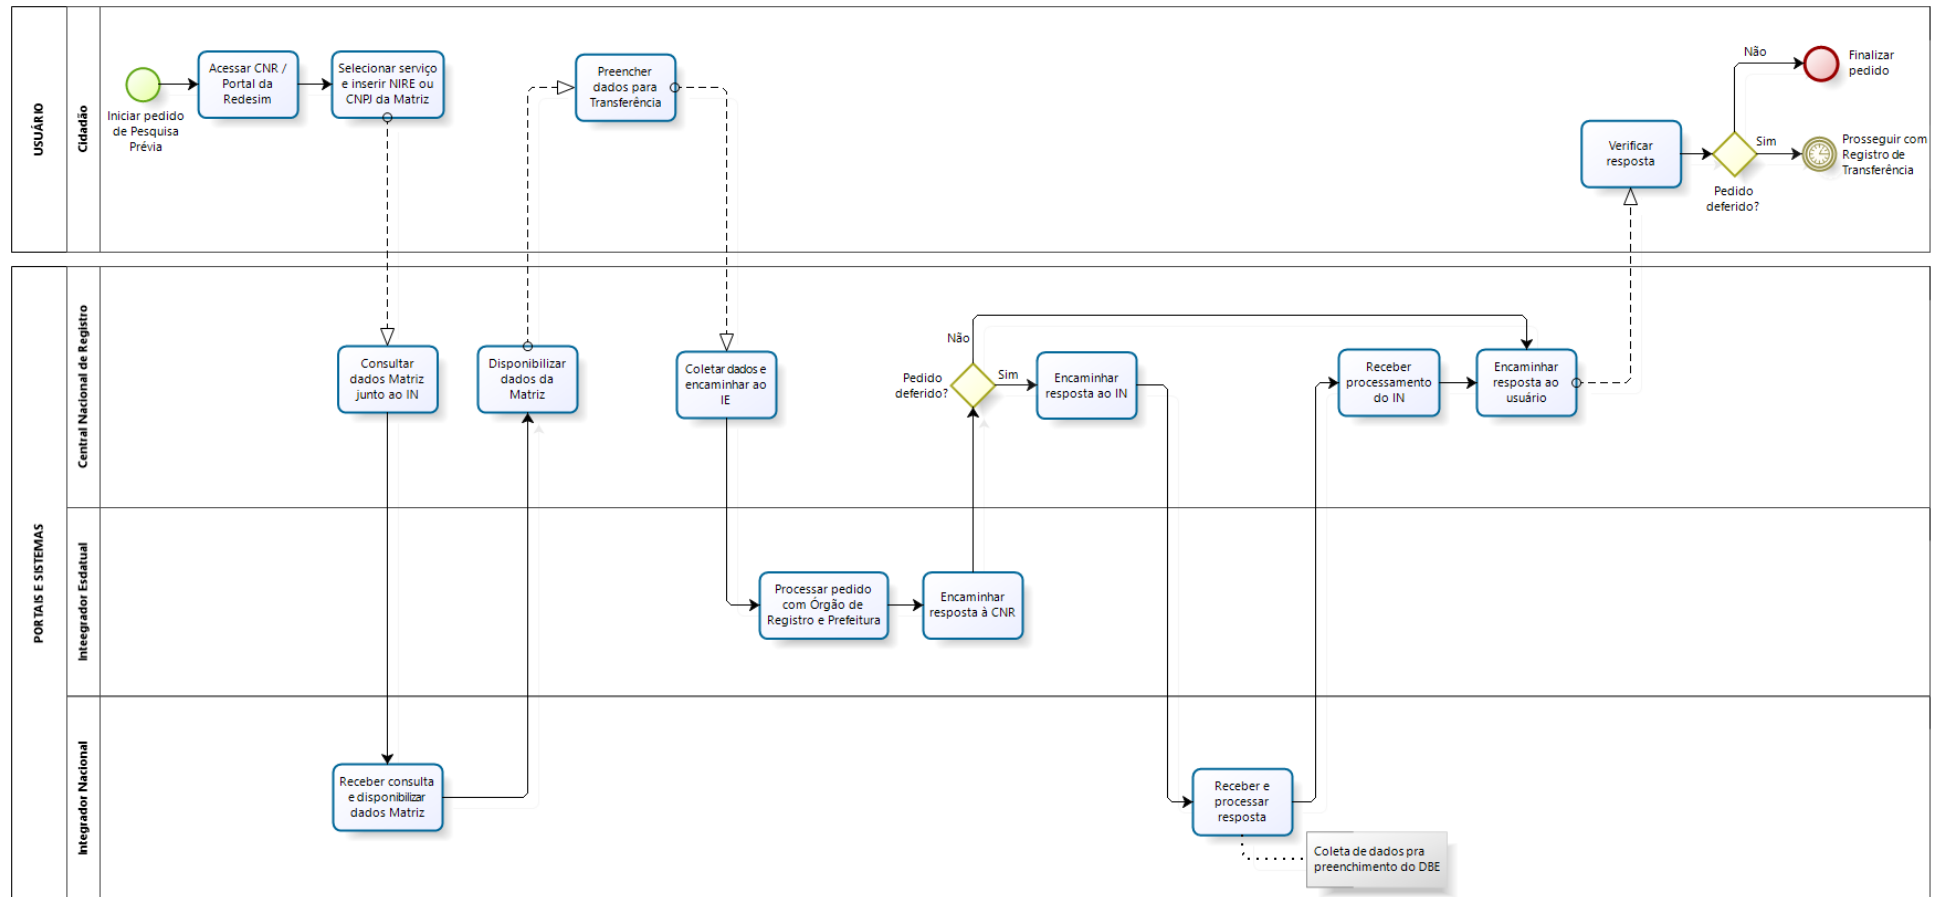 USUÁRIO
Cidadão
Iniciar pedido
de Pesquisa
Prévia
Acessar CNR /
Portal da
Redesim
Selecionar serviço
e inserir NIRE ou
CNPJ da Matriz
Preencher
dados para
Transferência
Verificar
resposta
Pedido
deferido?
Não
Finalizar
pedido
Sim
Prosseguir com
Registro de
Transferência
PORTAIS E SISTEMAS
Central Nacional de Registro
Consultar
dados Matriz
junto ao IN
Disponibilizar
dados da
Matriz
Coletar dados e
encaminhar ao
IE
Pedido
deferido?
Não
Sim
Encaminhar
resposta ao IN
Receber
processamento
do IN
Encaminhar
resposta ao
usuário
Inteegrador Esdatual
Processar pedido
com Órgão de
Registro e Prefeitura
Encaminhar
resposta à CNR
Integrador Nacional
Receber consulta
e disponibilizar
dados Matriz
Receber e
processar
resposta
Coleta de dados pra
preenchimento do DBE